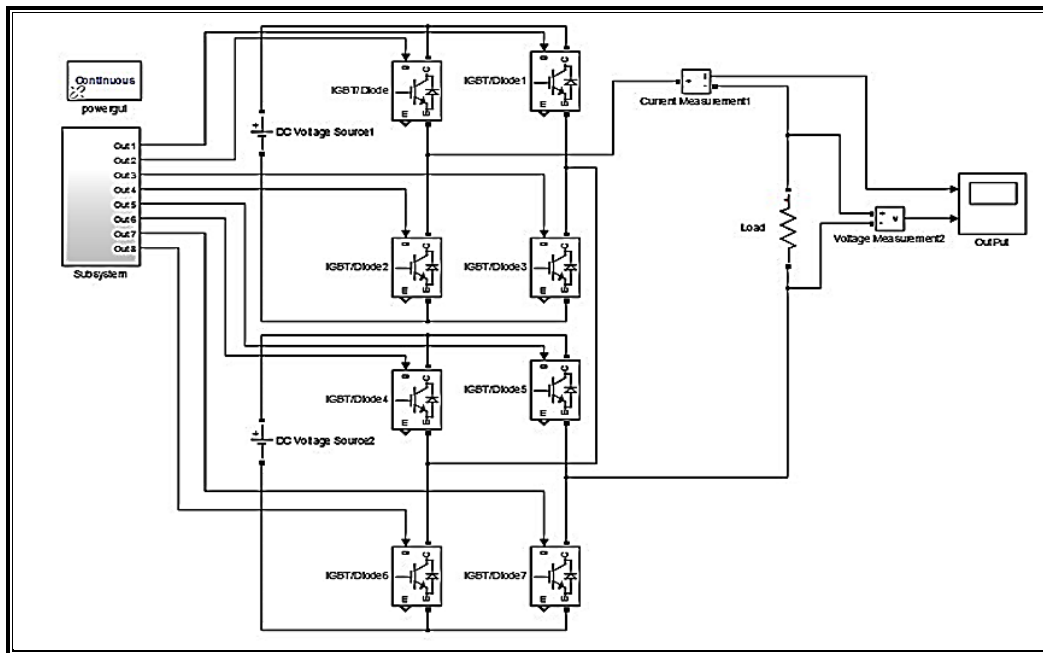 Continuous
powergui
Out1
Out2
Out3
Out4
Out5
Out6
Out7
Out8
Subsystem
DC Voltage Source1
DC Voltage Source2
IGBT/Diode
g
C
m
E
IGBT/Diode1
g
C
m
E
IGBT/Diode2
g
C
m
E
IGBT/Diode3
g
C
m
E
IGBT/Diode4
g
C
m
E
IGBT/Diode5
g
C
m
E
IGBT/Diode6
g
C
m
E
IGBT/Diode7
g
C
m
E
+
i
-
Current Measurement1
+
Load
+
v
-
Voltage Measurement2
OutPut